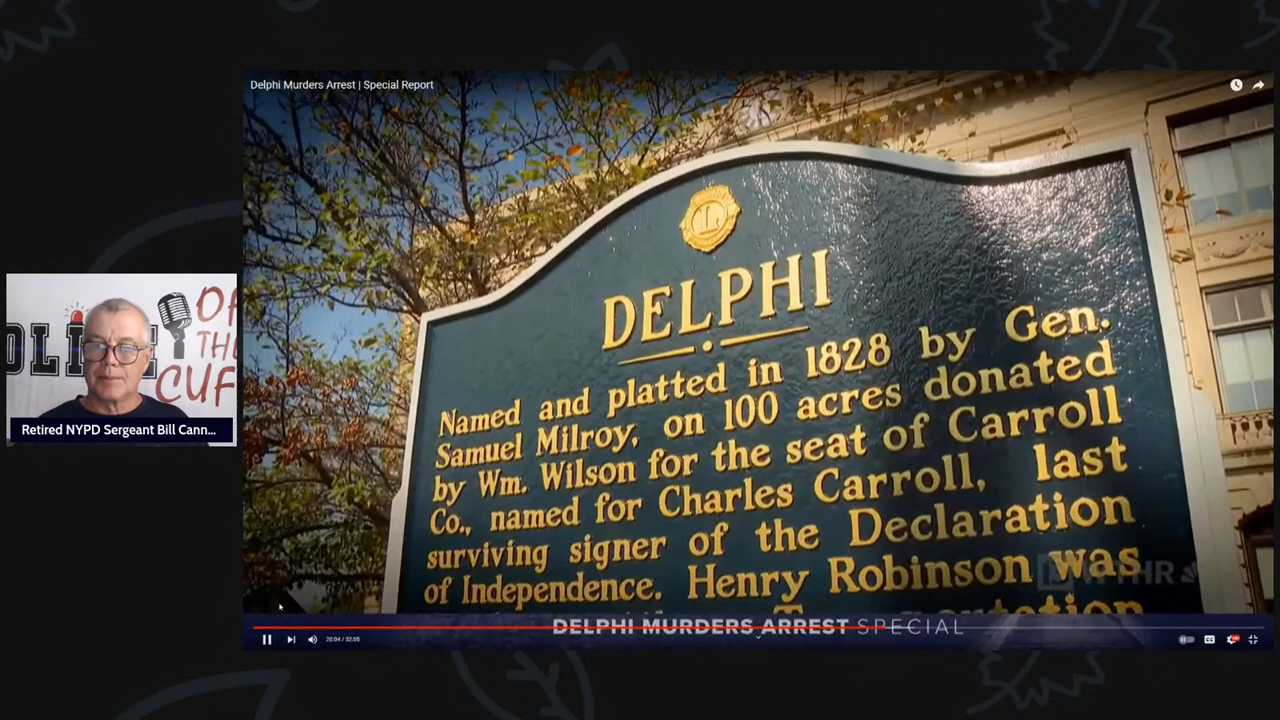 Delphi Murders Arrest | Special Report
DELPHI
Named and platted in 1828 by Gen.
Samuel Milroy, on 100 acres donated
by Wm. Wilson for the seat of Carroll
Co., named for Charles Carroll, last
surviving signer of the Declaration
of Independence. Henry Robinson was
DELPHI MURDERS ARREST SPECIAL
20:04 / 32:05
OLICE
OF
THE
CUF
Retired NYPD Sergeant Bill Cann...